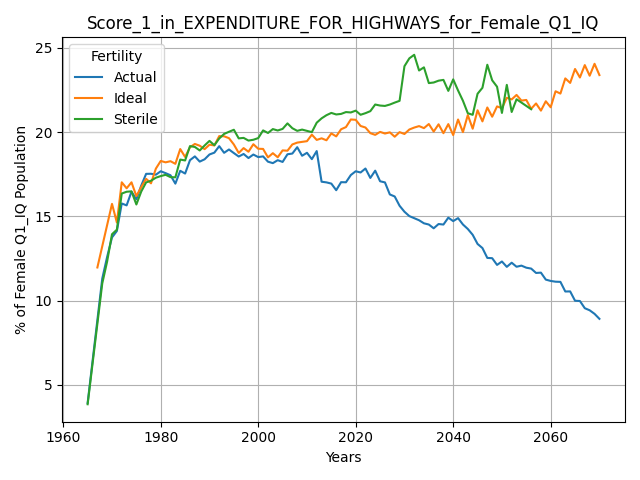 Score_1_in_EXPENDITURE_FOR_HIGHWAYS_for_Female_Q1_IQ
Fertility
Actual
Ideal
Sterile
% of Female Q1_IQ Population
25
20
15
10
5
1960 1980 2000 2020 2040 2060
Years